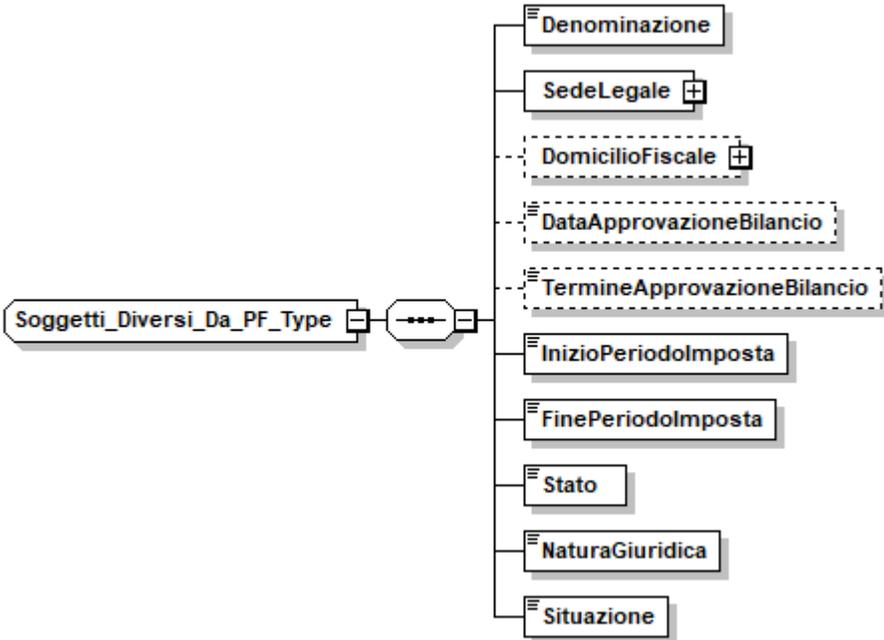 Denominazione
SedeLegale
DomicilioFiscale
DataApprovazioneBilancio
TermineApprovazioneBilancio
Soggetti_Diversi_Da_PF_Type
InizioPeriodoImposta
FinePeriodoImposta
Stato
NaturaGiuridica
Situazione